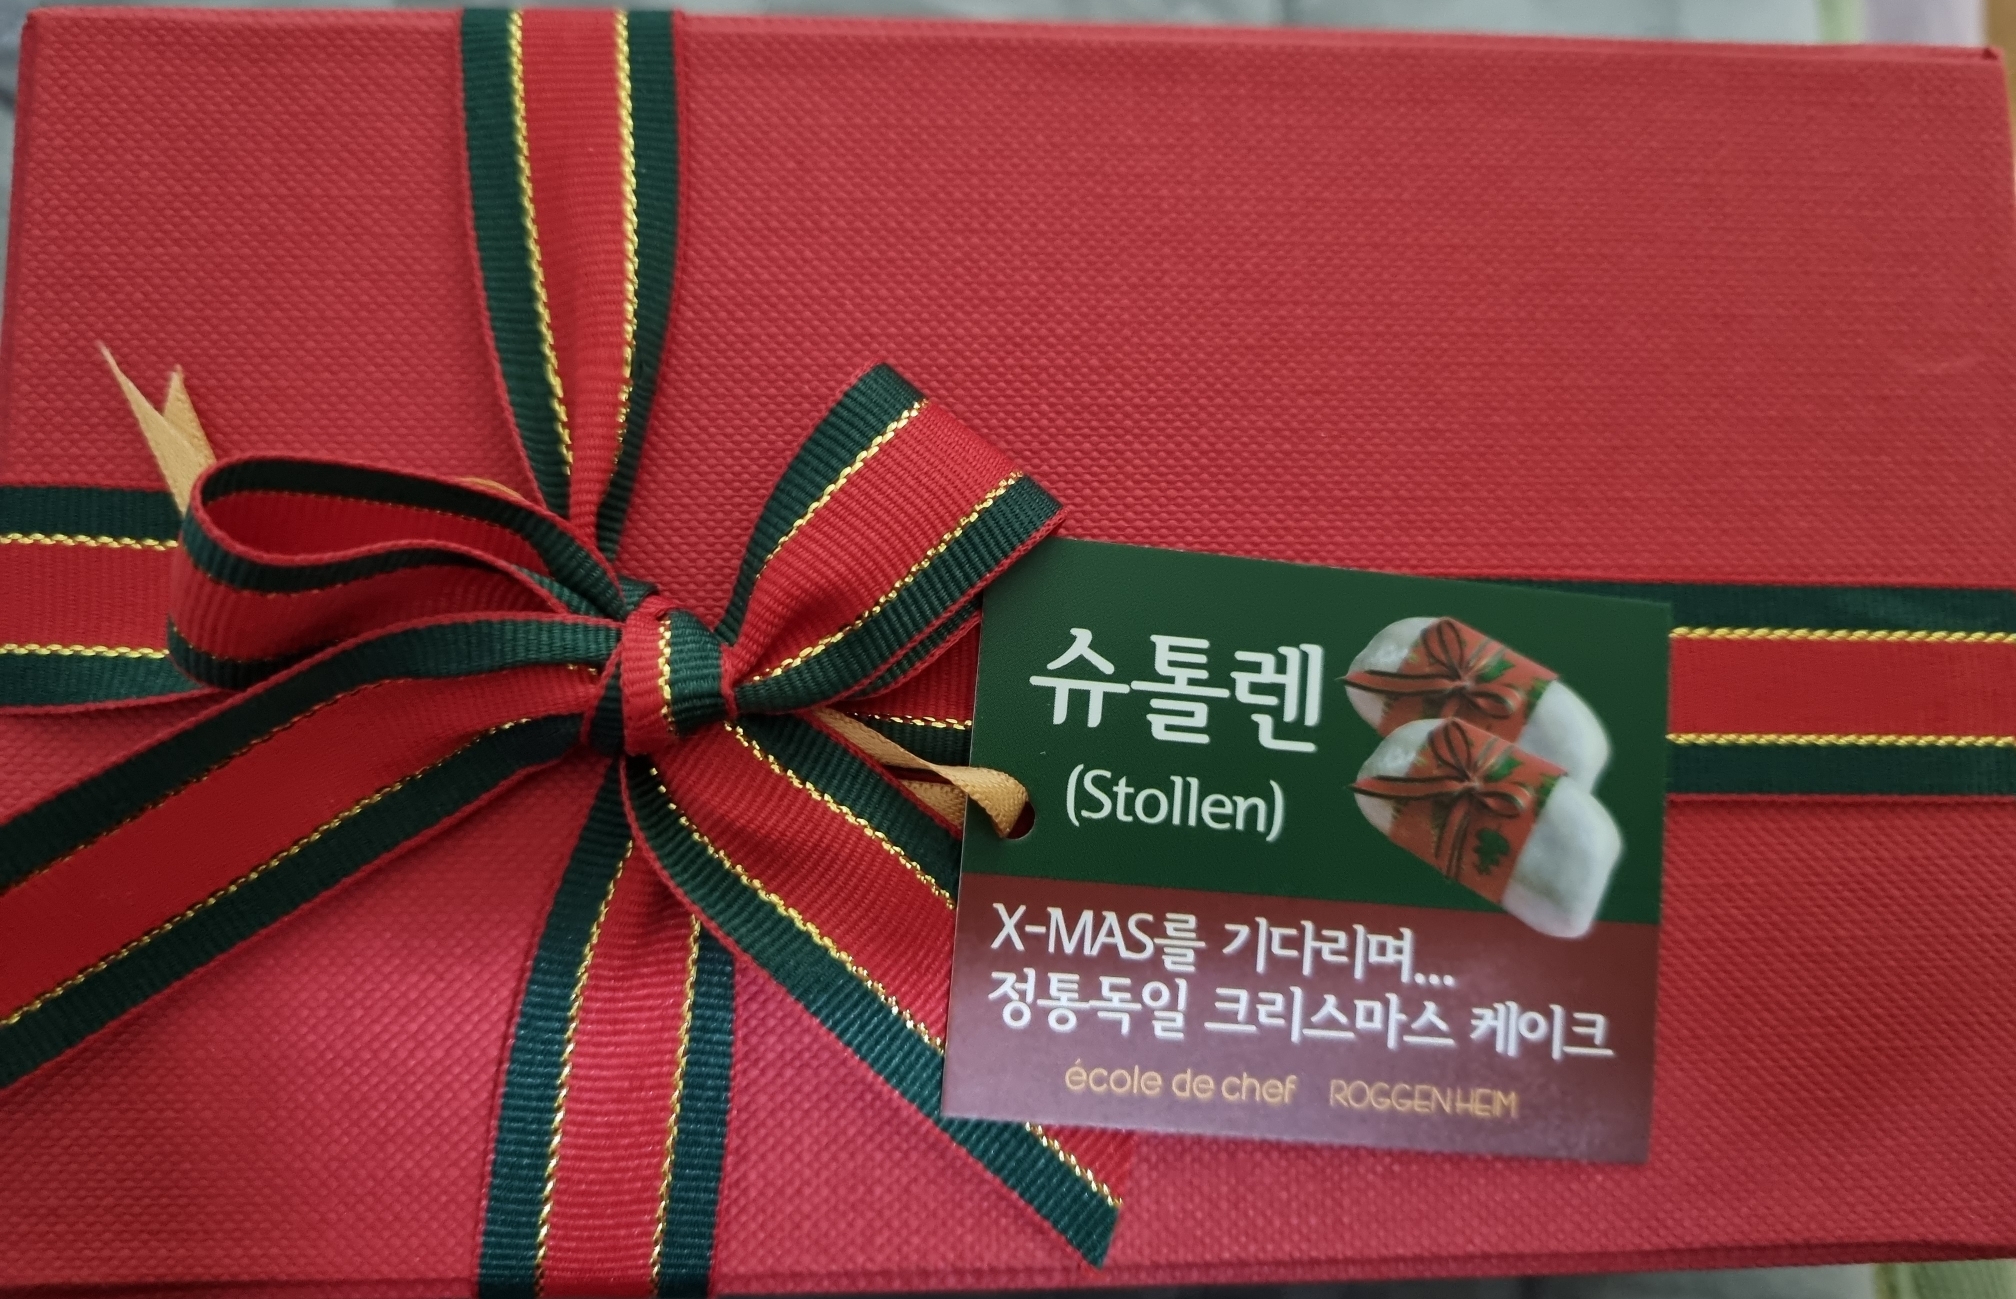 슈톨렌
(Stollen)
X-MAS를 기다리며...
정통독일 크리스마스 케이크
école de chef ROGGENHEIM